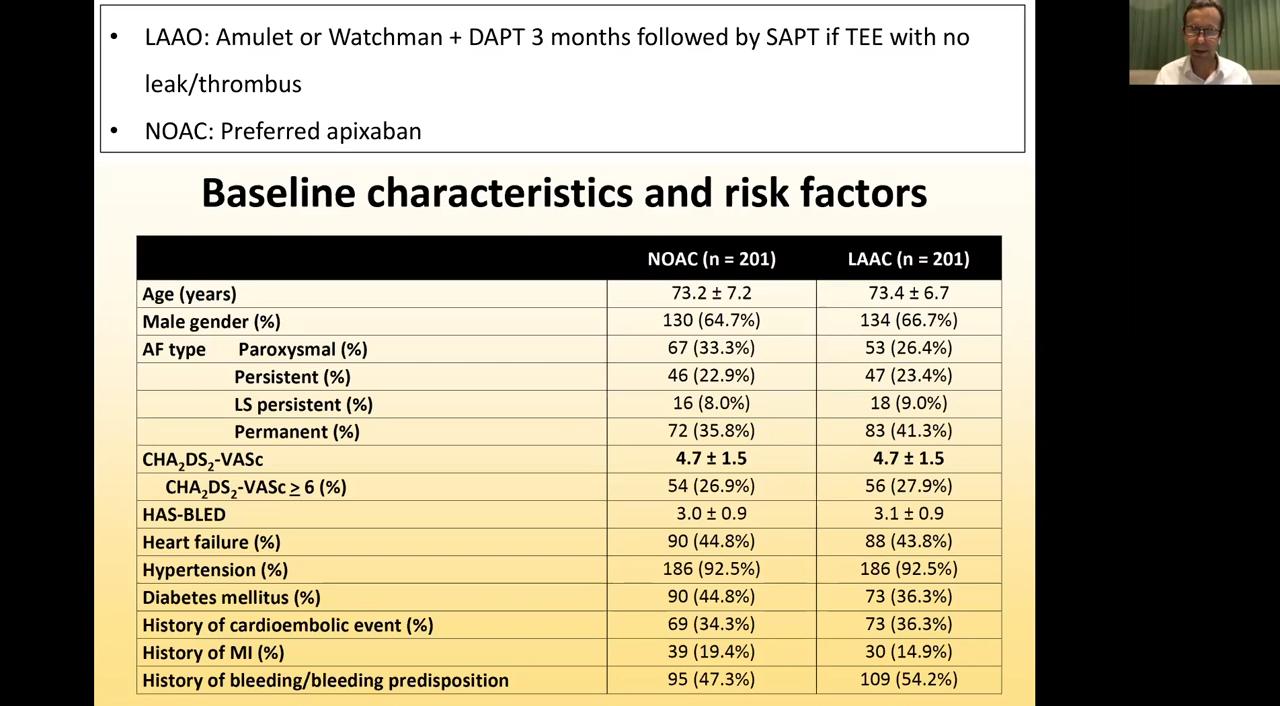 • LAAO: Amulet or Watchman + DAPT 3 months followed by SAPT if TEE with no
leak/thrombus
• NOAC: Preferred apixaban
Baseline characteristics and risk factors
NOAC (n = 201) LAAC (n = 201)
Age (years) 73.2 ± 7.2 73.4 ± 6.7
Male gender (%) 130 (64.7%) 134 (66.7%)
AF type Paroxysmal (%) 67 (33.3%) 53 (26.4%)
Persistent (%) 46 (22.9%) 47 (23.4%)
LS persistent (%) 16 (8.0%) 18 (9.0%)
Permanent (%) 72 (35.8%) 83 (41.3%)
CHA₂DS₂-VASc 4.7 ± 1.5 4.7 ± 1.5
CHA₂DS₂-VASc ≥ 6 (%) 54 (26.9%) 56 (27.9%)
HAS-BLED 3.0 ± 0.9 3.1 ± 0.9
Heart failure (%) 90 (44.8%) 88 (43.8%)
Hypertension (%) 186 (92.5%) 186 (92.5%)
Diabetes mellitus (%) 90 (44.8%) 73 (36.3%)
History of cardioembolic event (%) 69 (34.3%) 73 (36.3%)
History of MI (%) 39 (19.4%) 30 (14.9%)
History of bleeding/bleeding predisposition 95 (47.3%) 109 (54.2%)